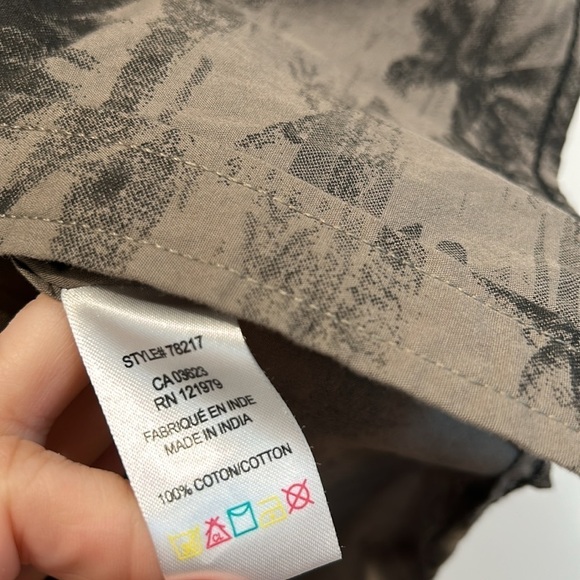 STYLE# 78217
CA 03623
RN 121979
FABRIQUÉ EN INDE
MADE IN INDIA
100% COTON/COTTON